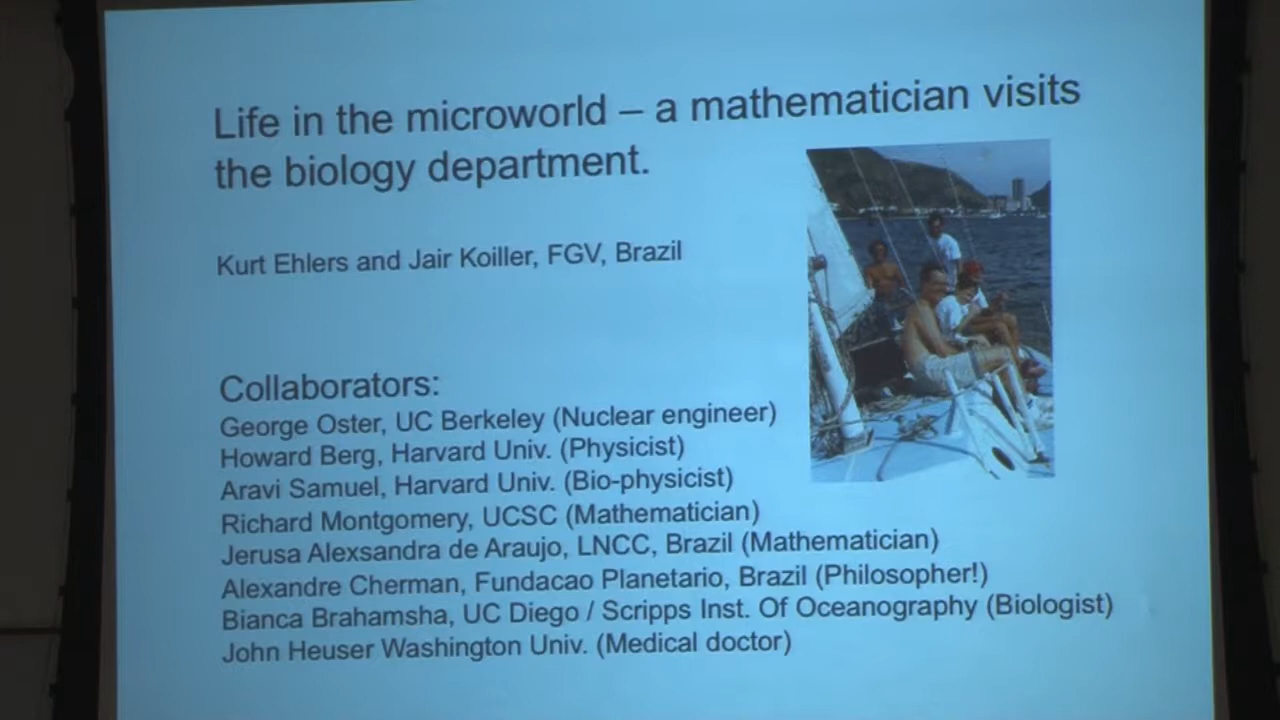 Life in the microworld – a mathematician visits
the biology department.
Kurt Ehlers and Jair Koiller, FGV, Brazil
Collaborators:
George Oster, UC Berkeley (Nuclear engineer)
Howard Berg, Harvard Univ. (Physicist)
Aravi Samuel, Harvard Univ. (Bio-physicist)
Richard Montgomery, UCSC (Mathematician)
Jerusa Alexsandra de Araujo, LNCC, Brazil (Mathematician)
Alexandre Cherman, Fundacao Planetario, Brazil (Philosopher!)
Bianca Brahamsha, UC Diego / Scripps Inst. Of Oceanography (Biologist)
John Heuser Washington Univ. (Medical doctor)